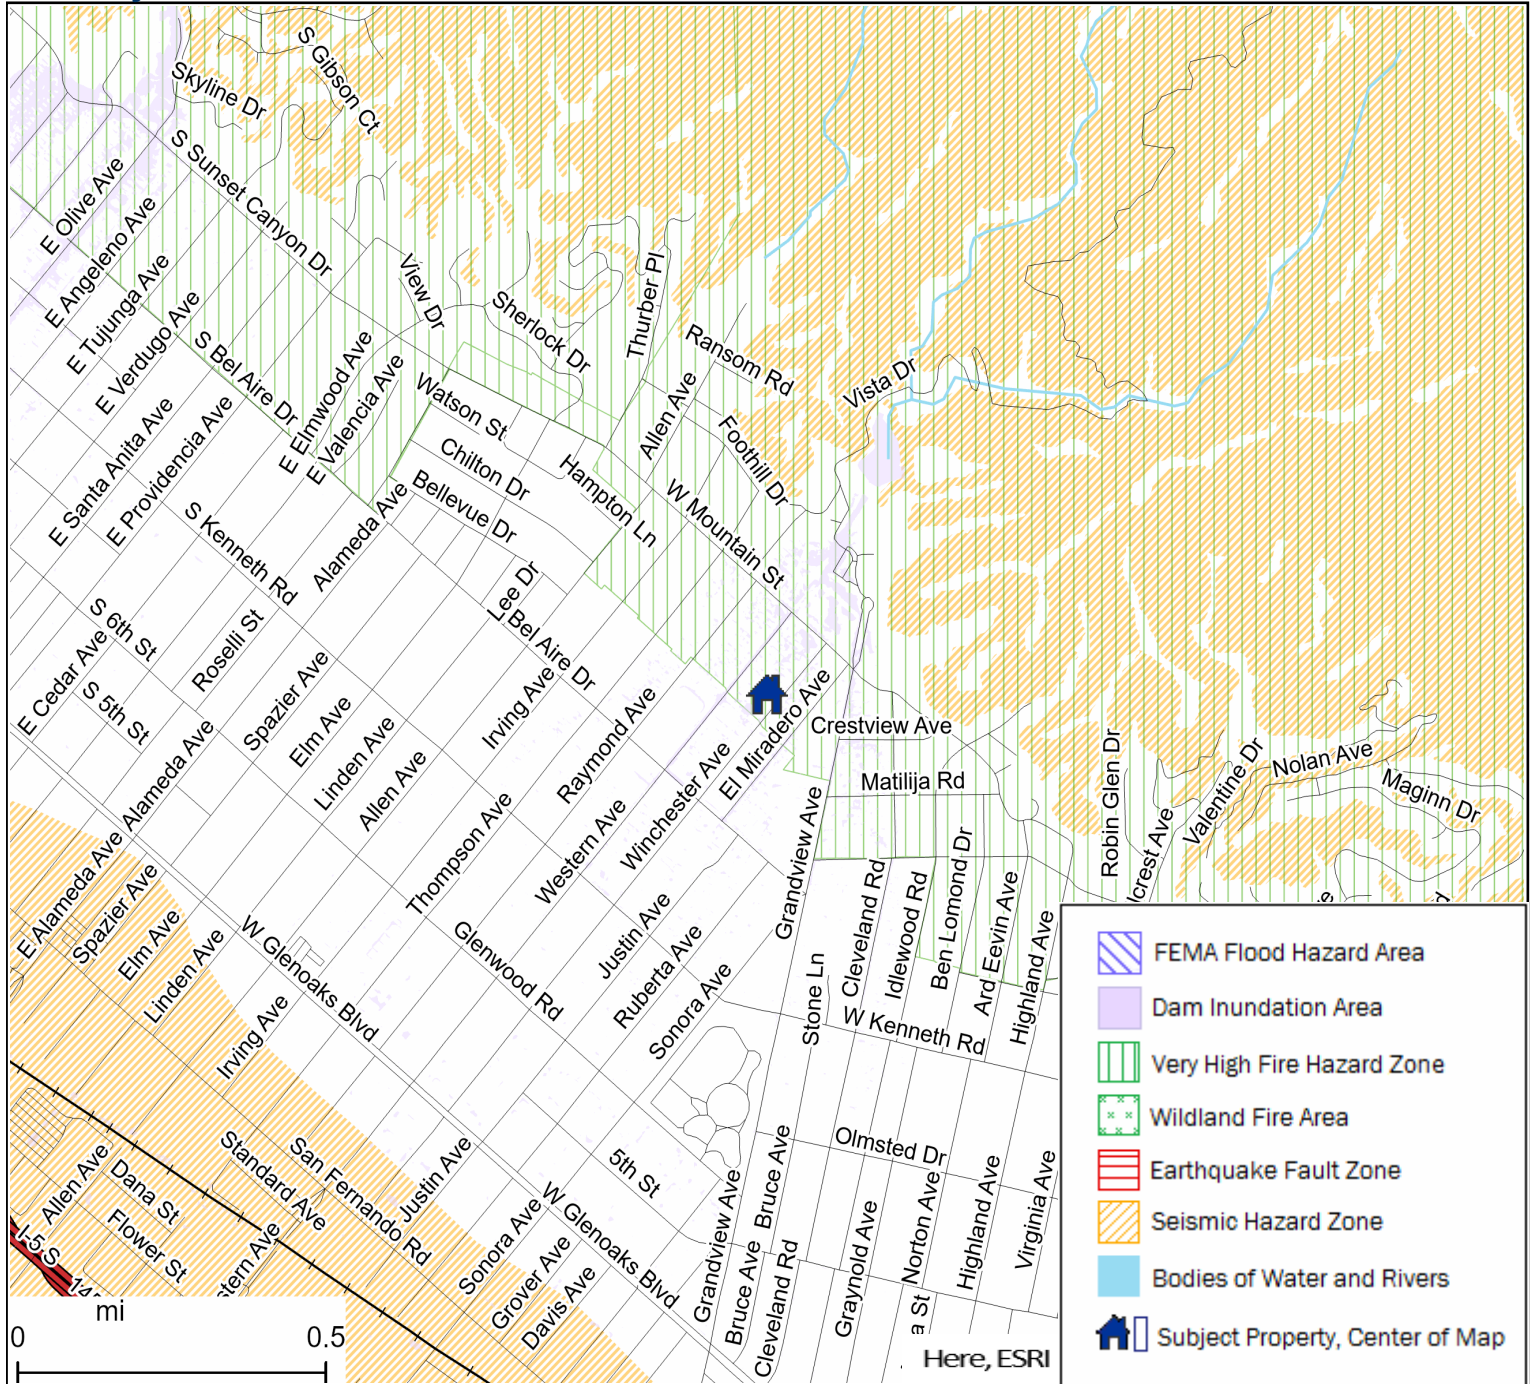 S Gibson Ct
Skyline Dr
S Sunset Canyon Dr
E Olive Ave
E Angeleno Ave
E Tujunga Ave
E Verdugo Ave
View Dr
Sherlock Dr
Thurber Pl
Ransom Rd
Vista Dr
S Bel Aire Dr
E Elmwood Ave
E Valencia Ave
Watson St
Allen Ave
Foothill Dr
E Santa Anita Ave
E Providencia Ave
Chilton Dr
Bellevue Dr
Hampton Ln
W Mountain St
S Kenneth Rd
Alameda Ave
Lee Dr
Bel Aire Dr
S 6th St
E Cedar Ave
S 5th St
Roselli St
Spazier Ave
Elm Ave
Linden Ave
Allen Ave
Irving Ave
Raymond Ave
El Miradero Ave
Crestview Ave
Matilija Rd
Winchester Ave
Western Ave
Thompson Ave
Alameda Ave
E Alameda Ave
Spazier Ave
Elm Ave
Linden Ave
Irving Ave
W Glenoaks Blvd
Glenwood Rd
Justin Ave
Ruberta Ave
Sonora Ave
Grandview Ave
Stone Ln
Cleveland Rd
Idlewood Rd
Ben Lomond Dr
Ard Eevin Ave
Highland Ave
W Kenneth Rd
Robin Glen Dr
lcrest Ave
Valentine Dr
Nolan Ave
Maginn Dr
Olmsted Dr
5th St
W Glenoaks Blvd
Grandview Ave
Bruce Ave
Bruce Ave
Cleveland Rd
Graynold Ave
Norton Ave
Highland Ave
Virginia Ave
a St
Allen Ave
Dana St
Flower St
Standard Ave
San Fernando Rd
Justin Ave
Sonora Ave
Grover Ave
Davis Ave
stern Ave
I-5 S
mi
0 0.5
Here, ESRI
FEMA Flood Hazard Area
Dam Inundation Area
Very High Fire Hazard Zone
Wildland Fire Area
Earthquake Fault Zone
Seismic Hazard Zone
Bodies of Water and Rivers
Subject Property, Center of Map